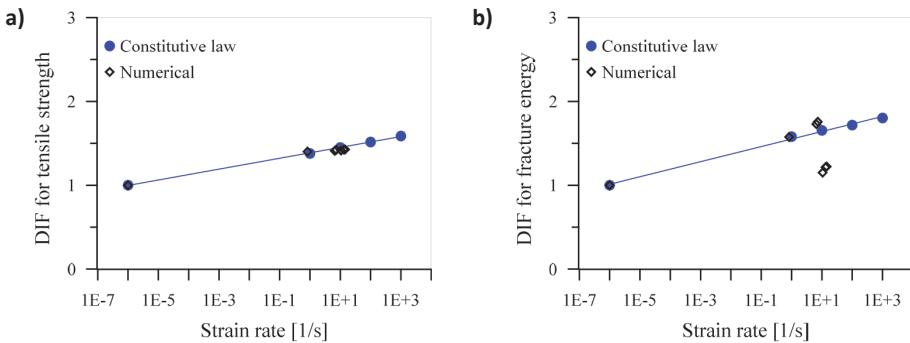 a)
DIF for tensile strength
3
2
1
0
Constitutive law
Numerical
1E-7 1E-5 1E-3 1E-1 1E+1 1E+3
Strain rate [1/s]
b)
DIF for fracture energy
3
2
1
0
Constitutive law
Numerical
1E-7 1E-5 1E-3 1E-1 1E+1 1E+3
Strain rate [1/s]